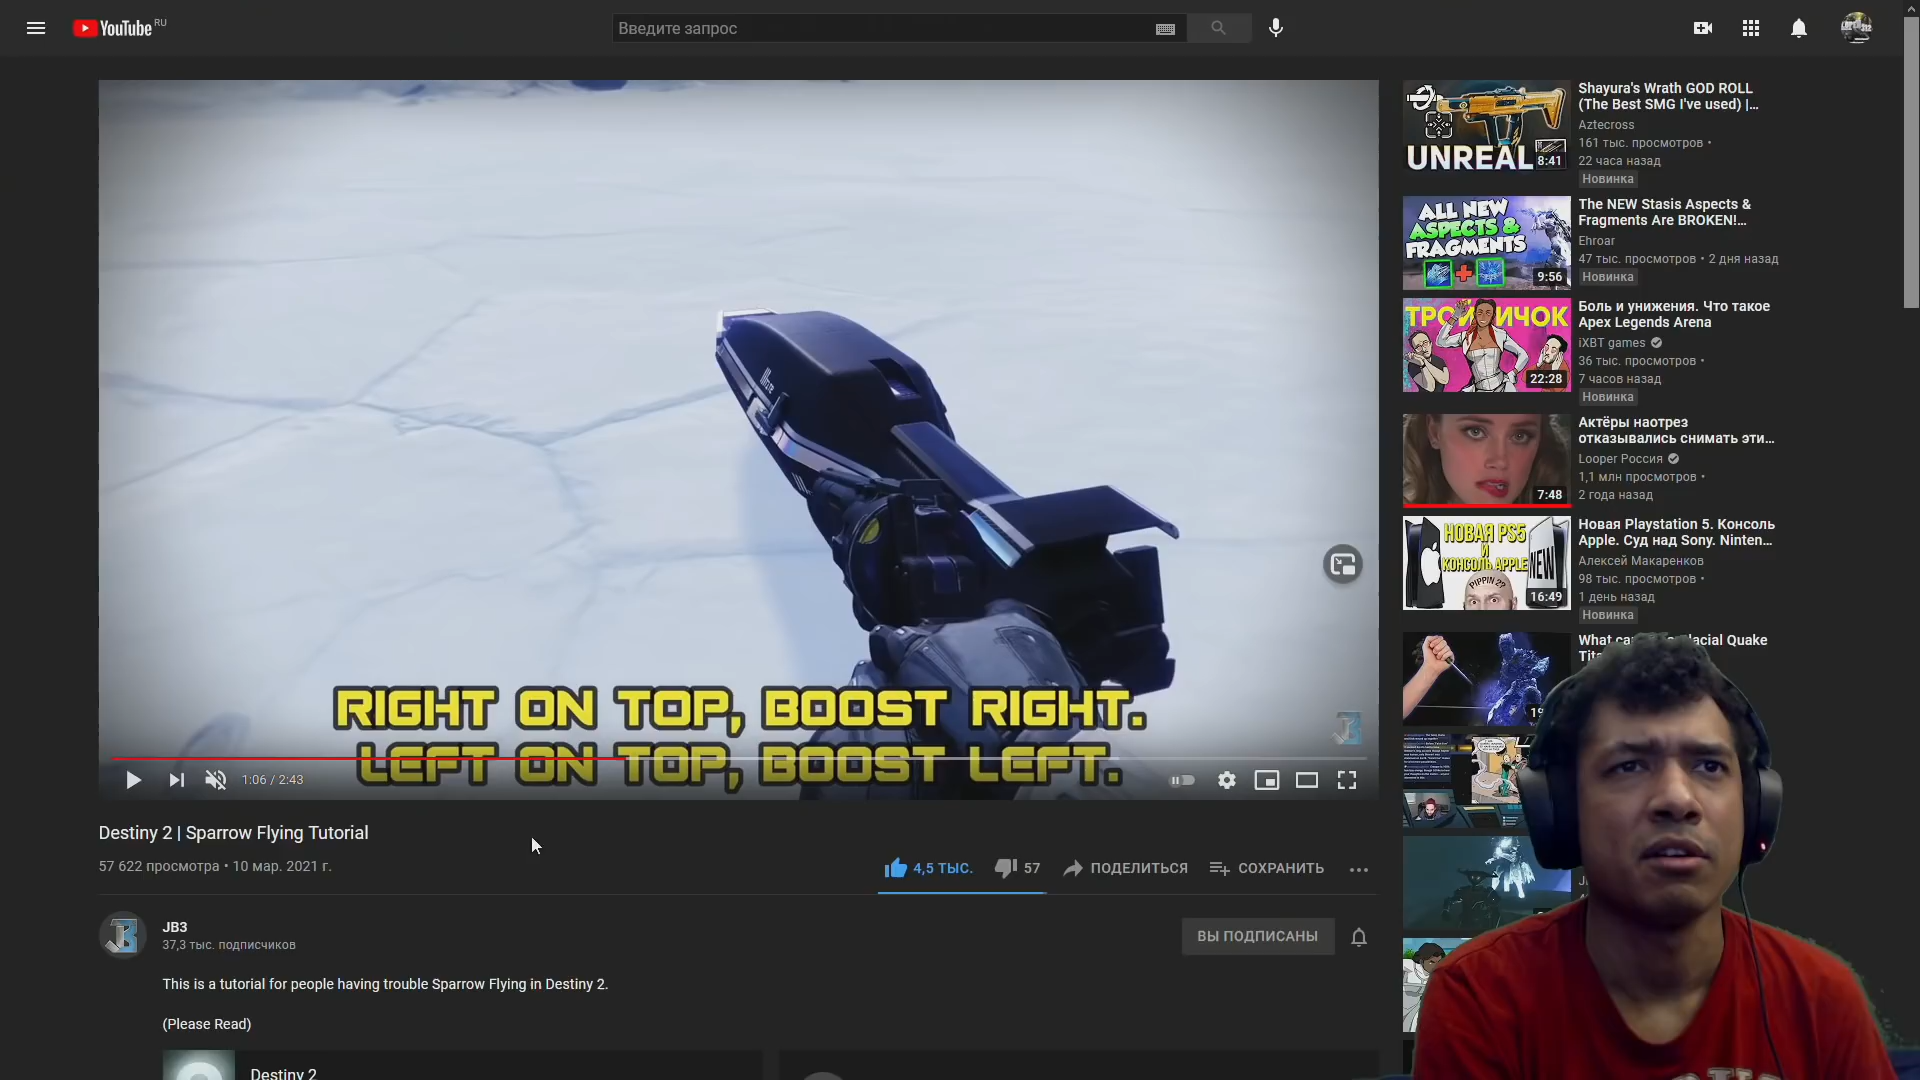 YouTube RU
Введите запрос
RIGHT ON TOP, BOOST RIGHT.
LEFT ON TOP, BOOST LEFT.
1:06 / 2:43
Destiny 2 | Sparrow Flying Tutorial
57 622 просмотра • 10 мар. 2021 г.
4,5 ТЫС.
57
ПОДЕЛИТЬСЯ
СОХРАНИТЬ
JB3
37,3 тыс. подписчиков
ВЫ ПОДПИСАНЫ
This is a tutorial for people having trouble Sparrow Flying in Destiny 2.
(Please Read)
Destiny 2
UNREAL
8:41
Shayura's Wrath GOD ROLL
(The Best SMG I've used) |...
Aztecross
161 тыс. просмотров •
22 часа назад
Новинка
ALL NEW
ASPECTS &
FRAGMENTS
9:56
The NEW Stasis Aspects &
Fragments Are BROKEN!...
Ehroar
47 тыс. просмотров • 2 дня назад
Новинка
22:28
Боль и унижения. Что такое
Apex Legends Arena
iXBT games
36 тыс. просмотров •
7 часов назад
Новинка
7:48
Актёры наотрез
отказывались снимать эти...
Looper Россия
1,1 млн просмотров •
2 года назад
НОВАЯ PS5
И
КОНСОЛЬ APPLE
PIPPIN 2?
NEW
16:49
Новая Playstation 5. Консоль
Apple. Суд над Sony. Ninten...
Алексей Макаренков
98 тыс. просмотров •
1 день назад
Новинка
What
Quake